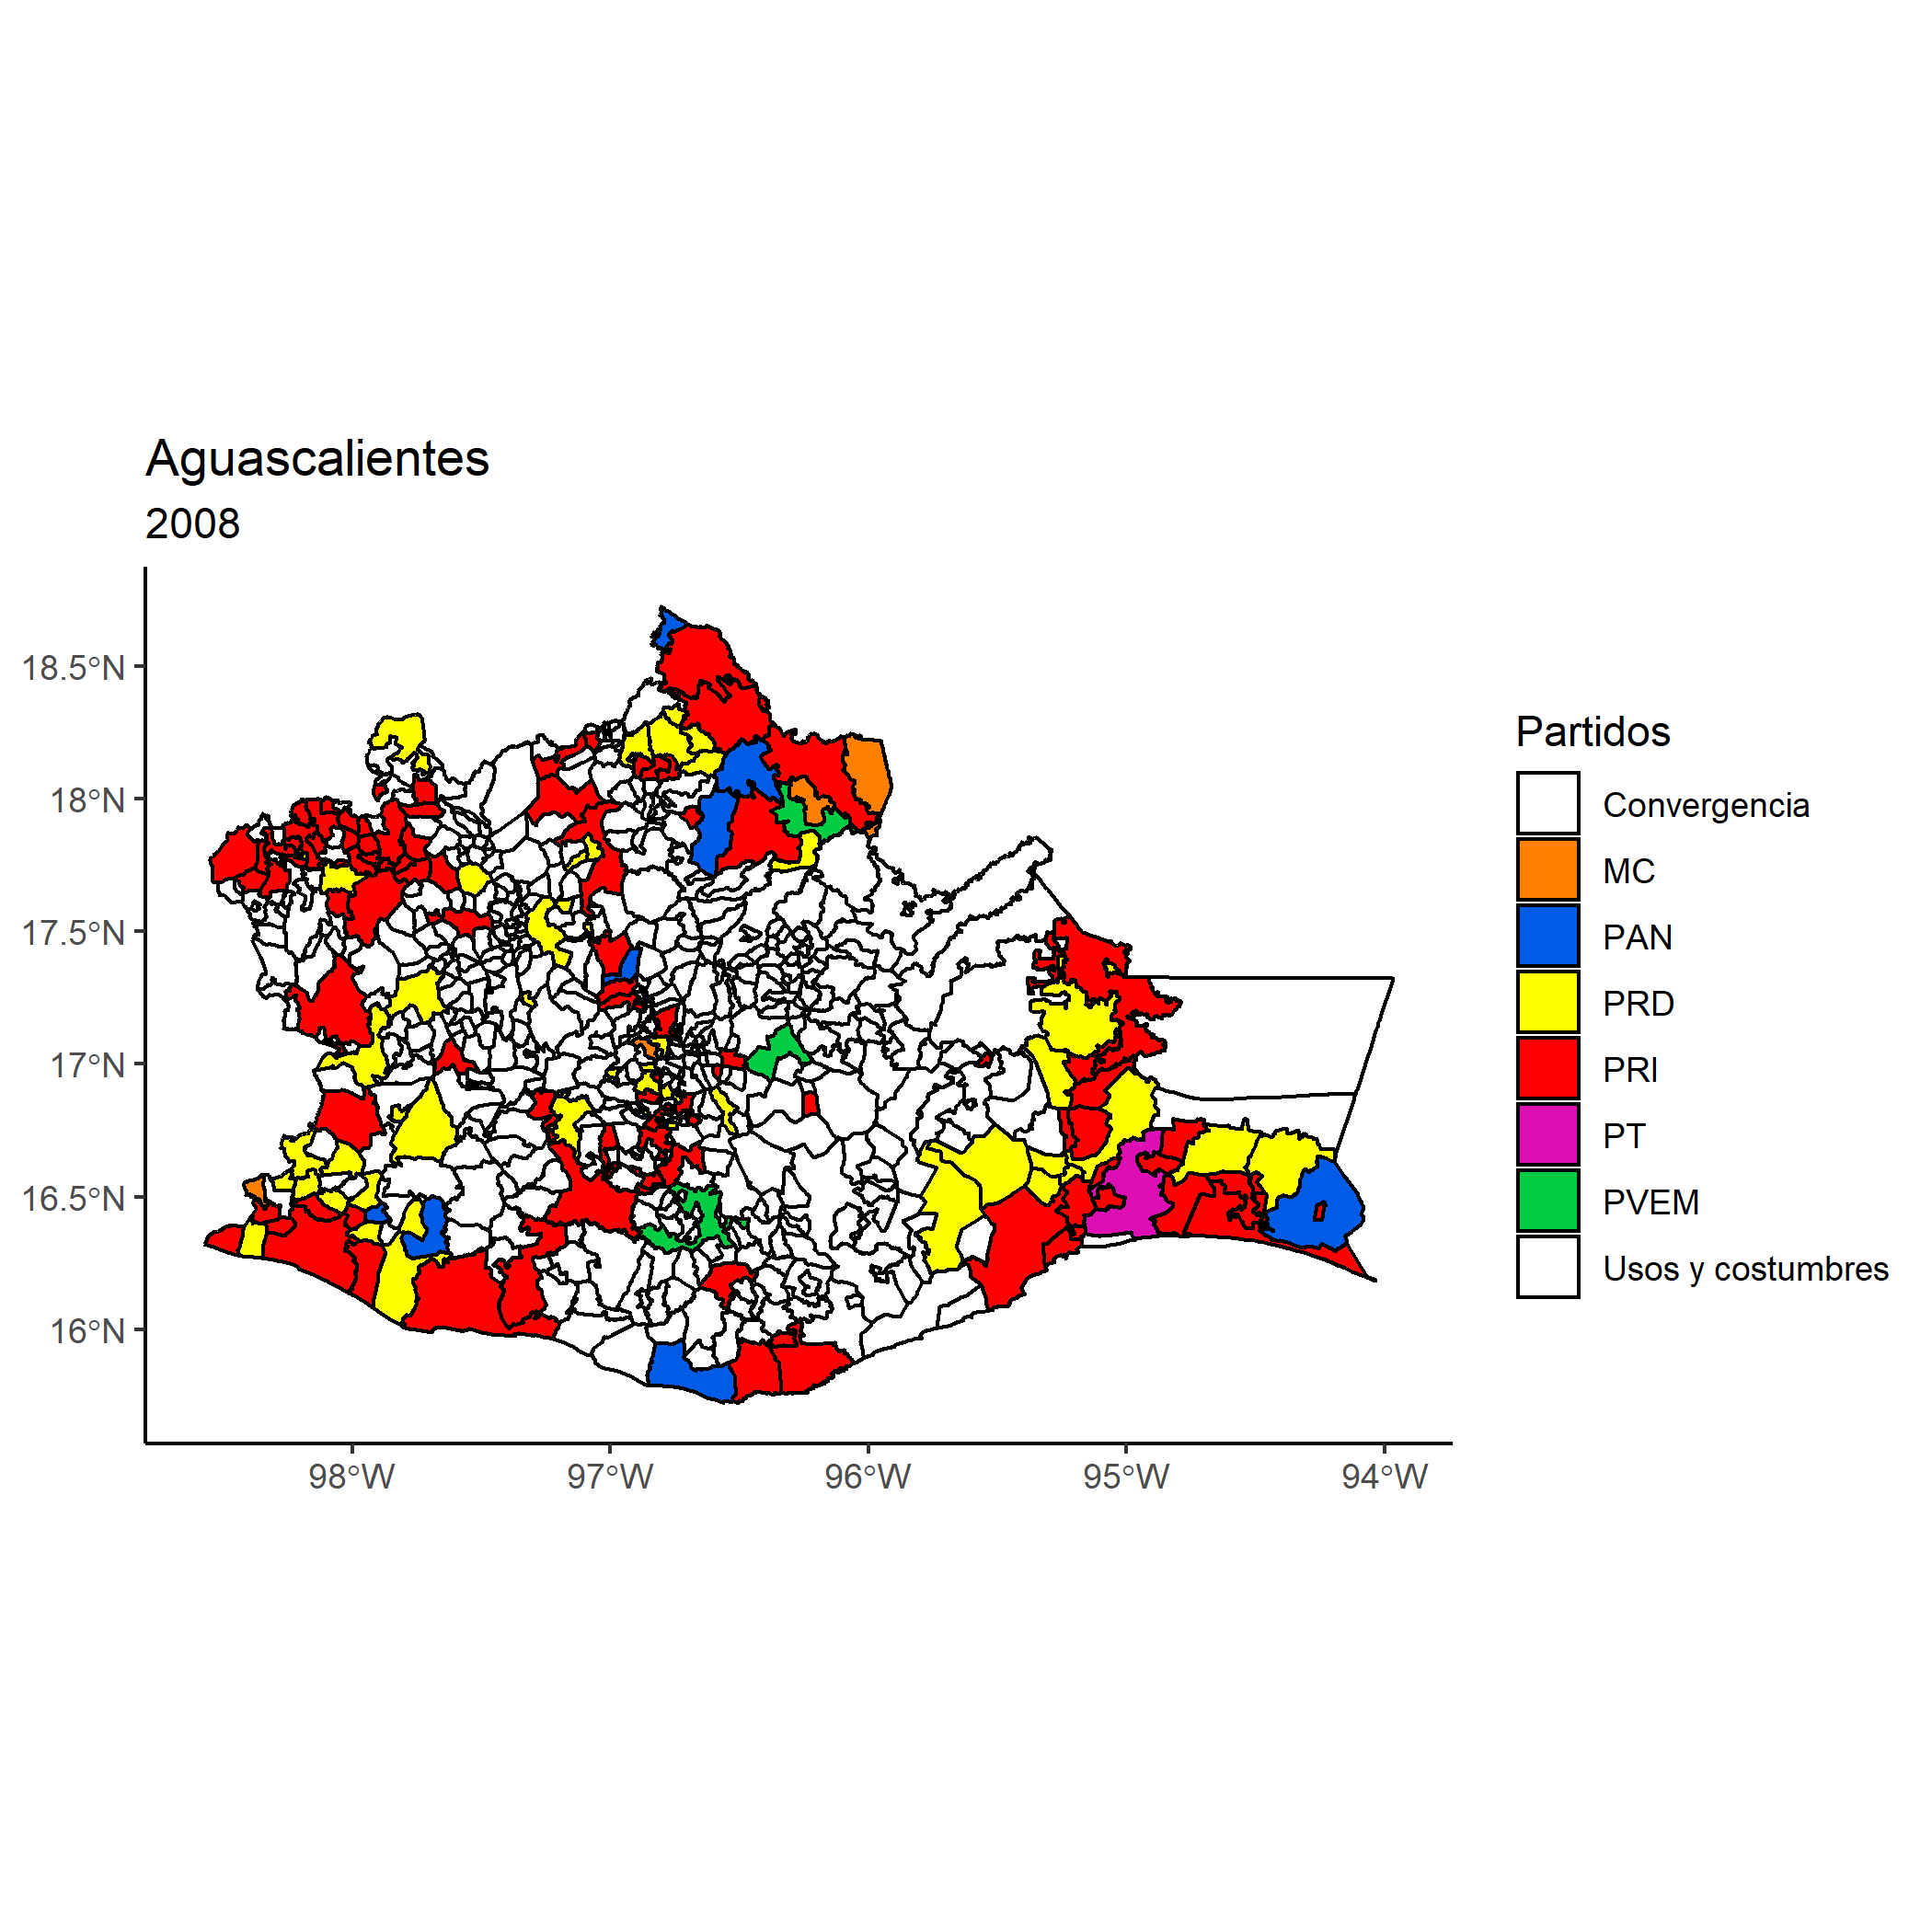 Aguascalientes
2008
18.5°N
18°N
17.5°N
17°N
16.5°N
16°N
98°W
97°W
96°W
95°W
94°W
Partidos
Convergencia
MC
PAN
PRD
PRI
PT
PVEM
Usos y costumbres